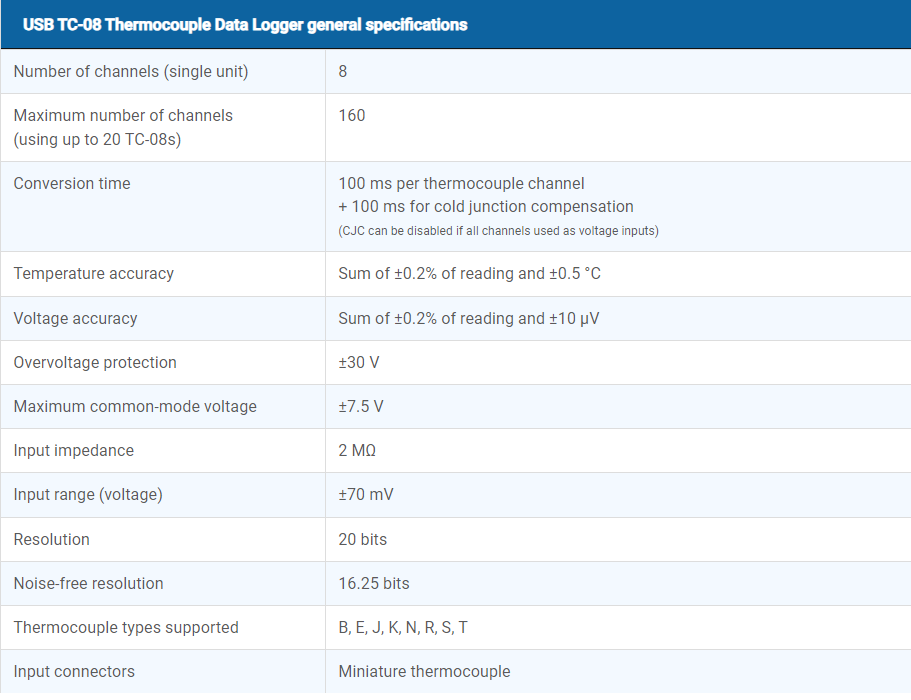 USB TC-08 Thermocouple Data Logger general specifications
Number of channels (single unit) 8
Maximum number of channels 160
(using up to 20 TC-08s)
Conversion time 100 ms per thermocouple channel
+ 100 ms for cold junction compensation
(CJC can be disabled if all channels used as voltage inputs)
Temperature accuracy Sum of ±0.2% of reading and ±0.5 °C
Voltage accuracy Sum of ±0.2% of reading and ±10 µV
Overvoltage protection ±30 V
Maximum common-mode voltage ±7.5 V
Input impedance 2 MΩ
Input range (voltage) ±70 mV
Resolution 20 bits
Noise-free resolution 16.25 bits
Thermocouple types supported B, E, J, K, N, R, S, T
Input connectors Miniature thermocouple